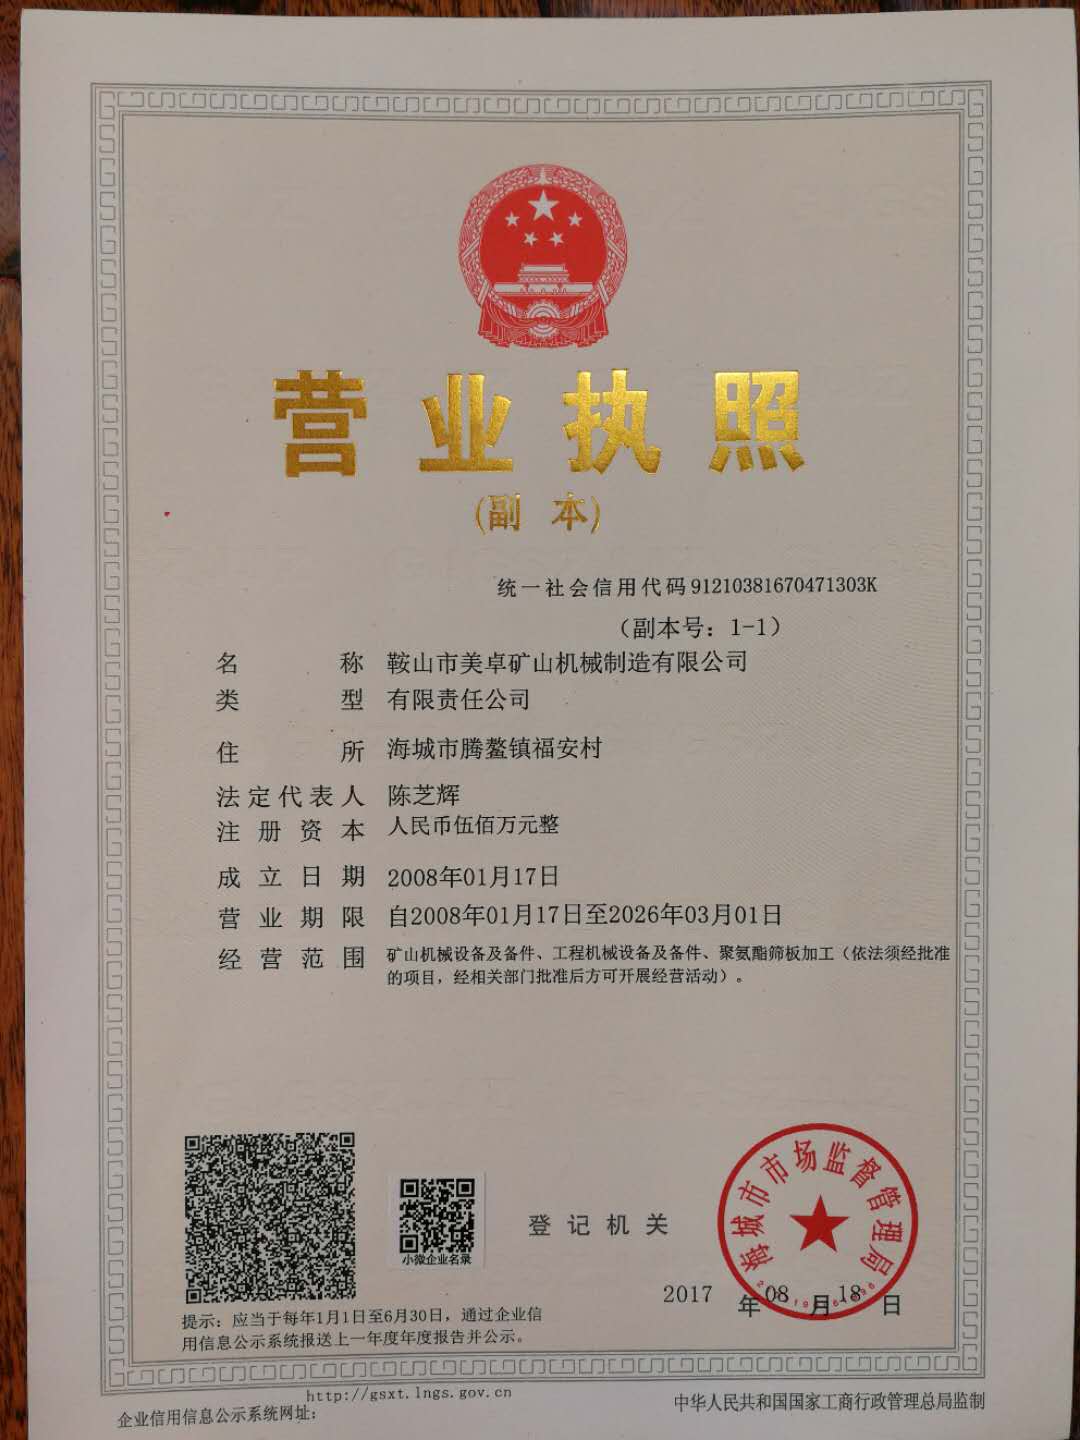 营业执照
(副本)
统一社会信用代码91210381670471303K
（副本号：1-1）
名称 鞍山市美卓矿山机械制造有限公司
类型 有限责任公司
住所 海城市腾鳌镇福安村
法定代表人 陈芝辉
注册资本 人民币伍佰万元整
成立日期 2008年01月17日
营业期限 自2008年01月17日至2026年03月01日
经营范围 矿山机械设备及备件、工程机械设备及备件、聚氨酯筛板加工（依法须经批准
的项目，经相关部门批准后方可开展经营活动）。
小微企业名录
登记机关
海城市市场监督管理局
2017年08月18日
提示：应当于每年1月1日至6月30日，通过企业信
用信息公示系统报送上一年度年度报告并公示。
http://gsxt.lngs.gov.cn
企业信用信息公示系统网址：
中华人民共和国国家工商行政管理总局监制